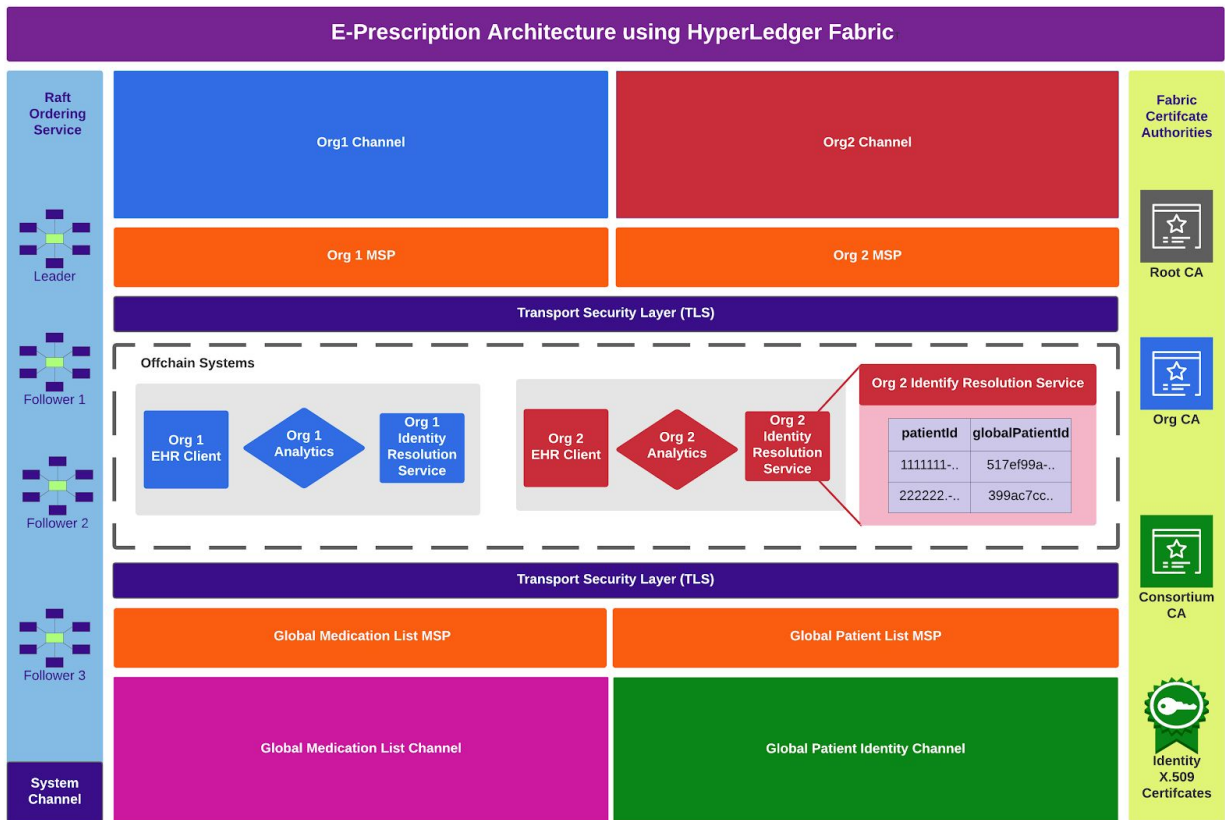 E-Prescription Architecture using HyperLedger Fabric
Raft
Ordering
Service
Leader
Follower 1
Follower 2
Follower 3
System
Channel
Org1 Channel
Org2 Channel
Org 1 MSP
Org 2 MSP
Transport Security Layer (TLS)
Offchain Systems
Org 1
EHR Client
Org 1
Analytics
Org 1
Identity
Resolution
Service
Org 2
EHR Client
Org 2
Analytics
Org 2
Identity
Resolution
Service
Org 2 Identify Resolution Service
patientId globalPatientId
1111111-.. 517ef99a-..
222222.-.. 399ac7cc..
Transport Security Layer (TLS)
Global Medication List MSP
Global Patient List MSP
Global Medication List Channel
Global Patient Identity Channel
Fabric
Certifcate
Authorities
Root CA
Org CA
Consortium
CA
Identity
X.509
Certifcates